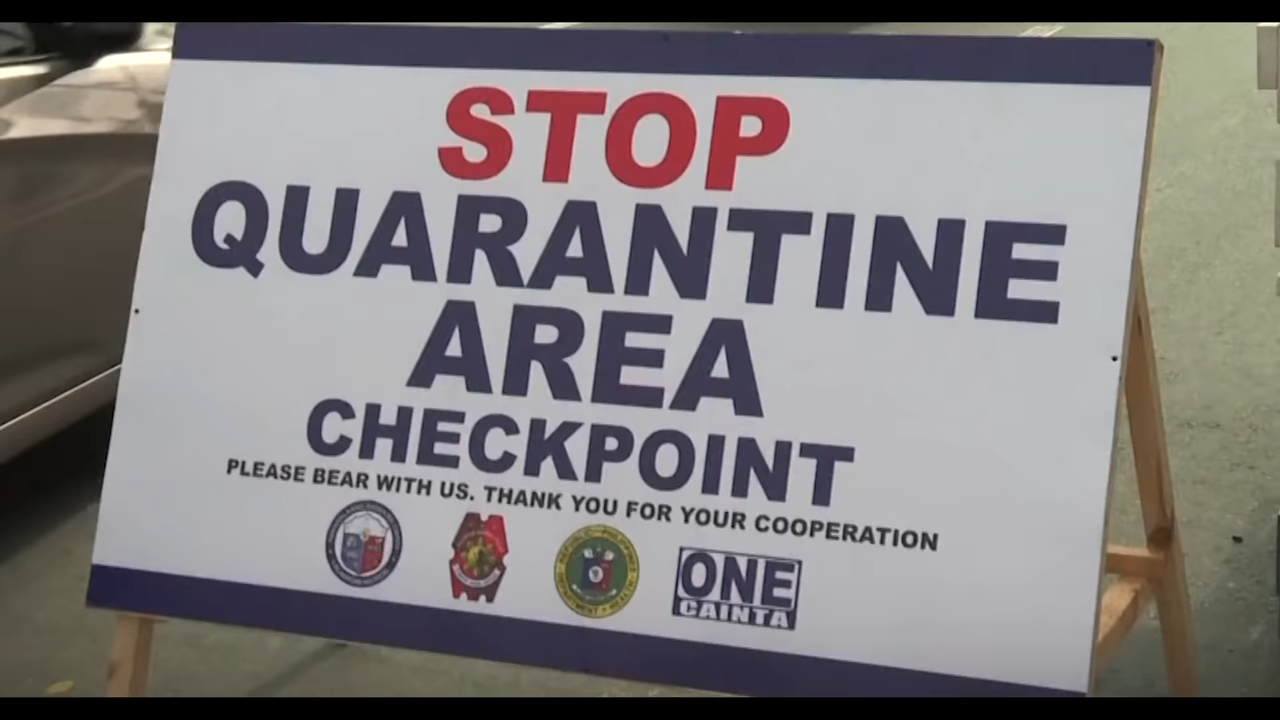 STOP
QUARANTINE
AREA
CHECKPOINT
PLEASE BEAR WITH US. THANK YOU FOR YOUR COOPERATION
ONE
CAINTA